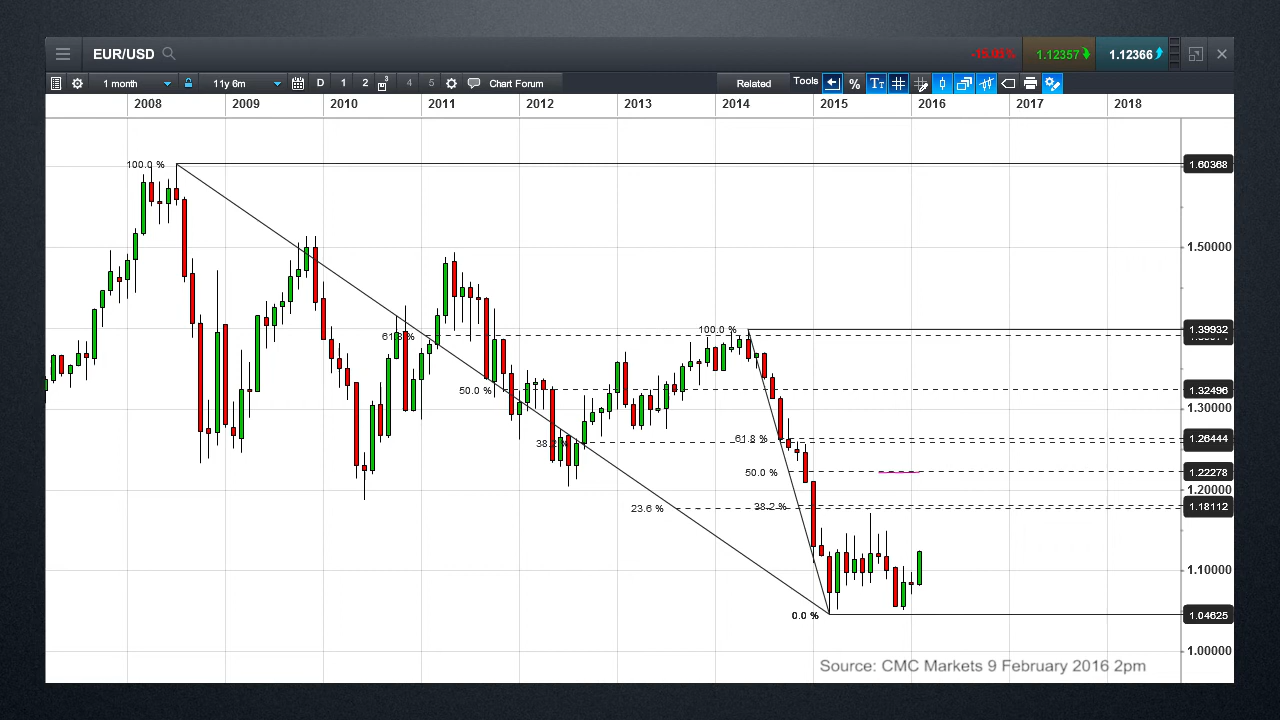 EUR/USD -15.05% 1.12357 1.12366
1 month 11y 6m D 1 2 3 4 5 Chart Forum Related Tools % TT
2008 2009 2010 2011 2012 2013 2014 2015 2016 2017 2018
100.0 % 1.60368
1.50000
100.0 % 1.39932
61.8 %
50.0 % 1.32496
1.30000
38.2 % 61.8 % 1.26444
50.0 % 1.22278
1.20000
23.6 % 38.2 % 1.18112
1.10000
0.0 % 1.04625
1.00000
Source: CMC Markets 9 February 2016 2pm